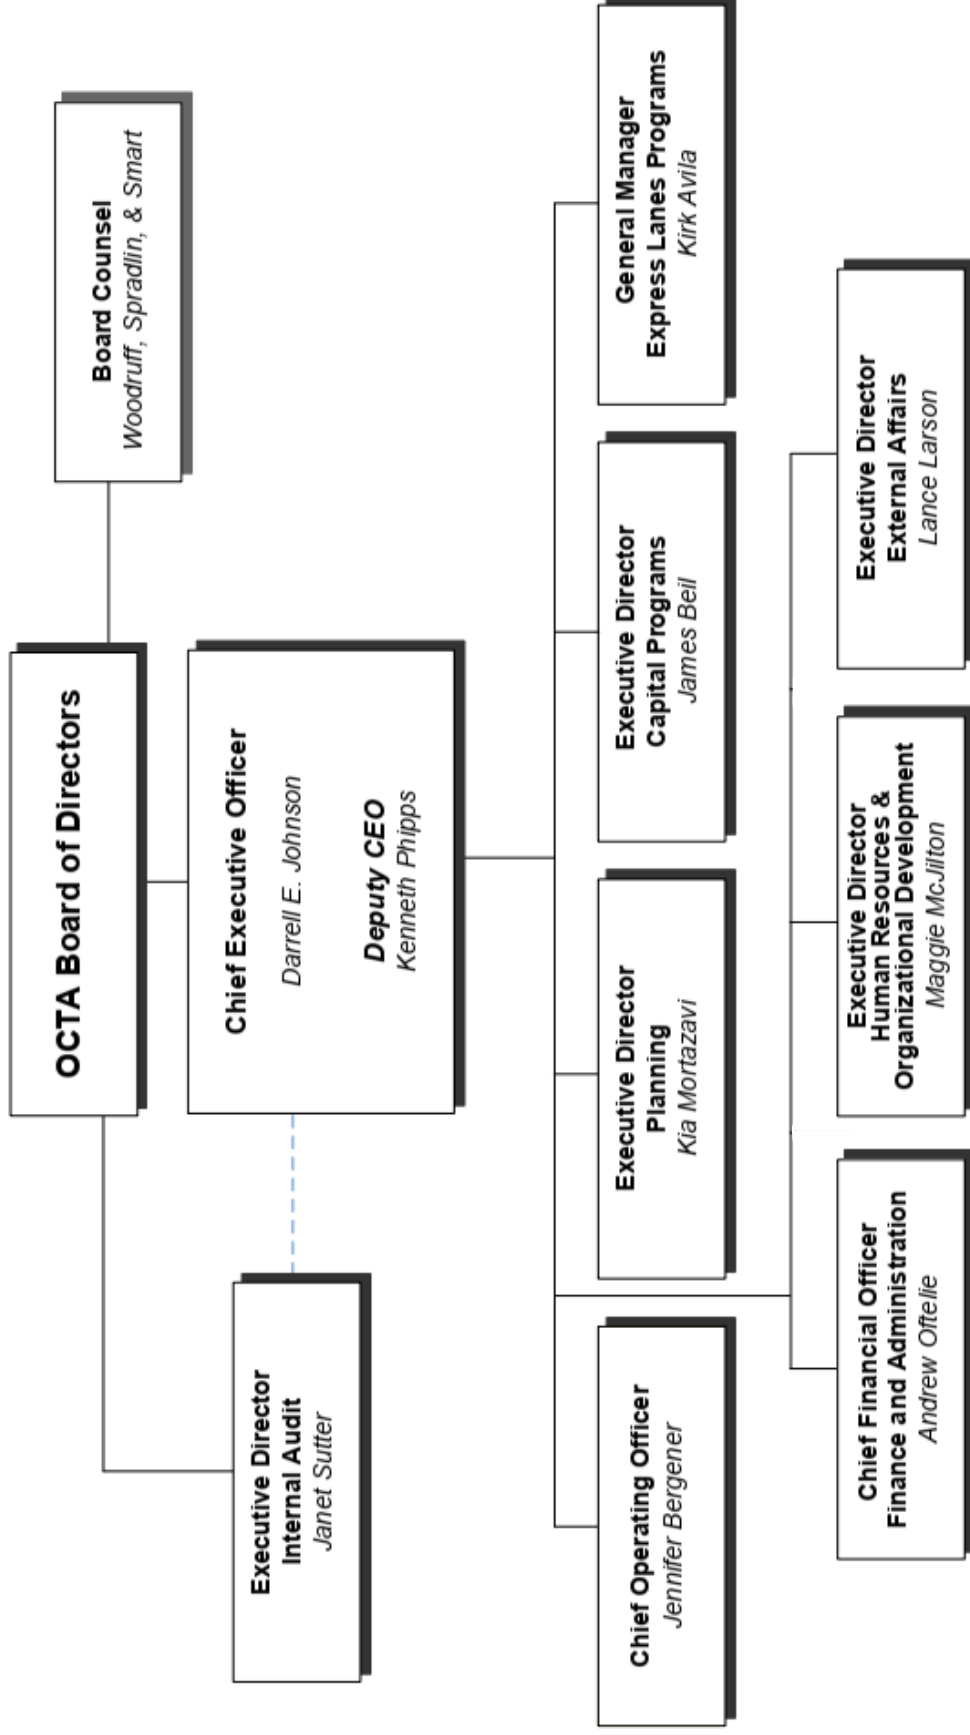 OCTA Board of Directors
Board Counsel
Woodruff, Spradlin, & Smart
Executive Director
Internal Audit
Janet Sutter
Chief Executive Officer
Darrell E. Johnson
Deputy CEO
Kenneth Phipps
Chief Operating Officer
Jennifer Bergener
Executive Director
Planning
Kia Mortazavi
Executive Director
Capital Programs
James Beil
General Manager
Express Lanes Programs
Kirk Avila
Chief Financial Officer
Finance and Administration
Andrew Oftelie
Executive Director
Human Resources &
Organizational Development
Maggie McJilton
Executive Director
External Affairs
Lance Larson